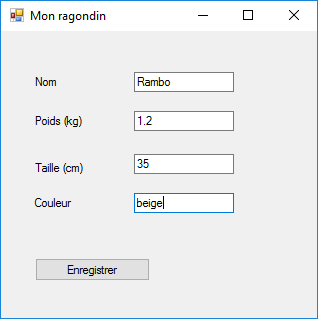 Mon ragondin
Nom Rambo
Poids (kg) 1.2
Taille (cm) 35
Couleur beige
Enregistrer